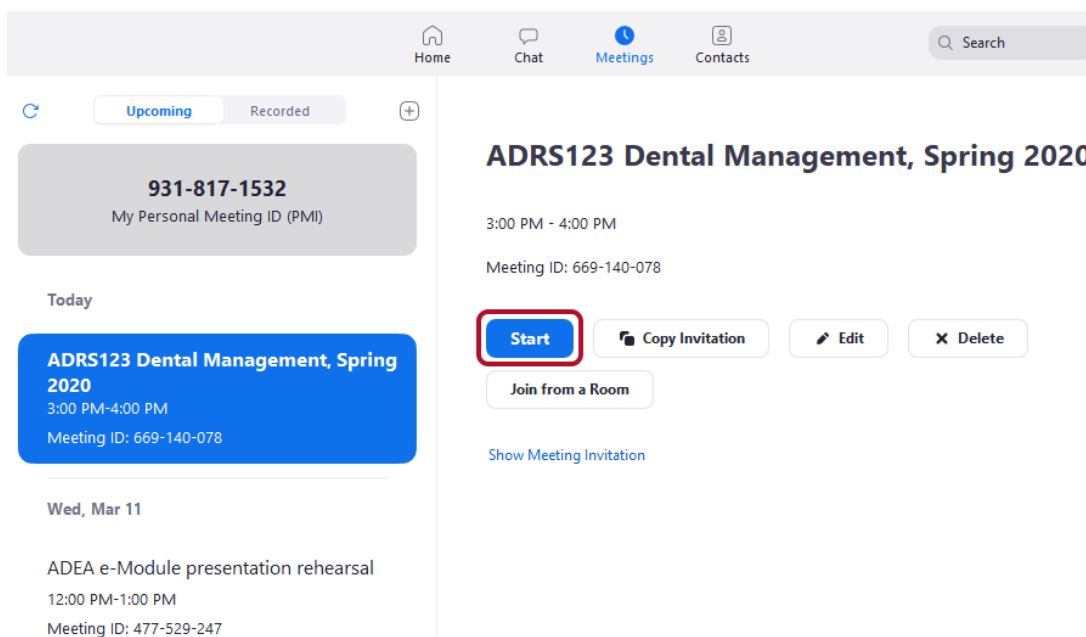 Home Chat Meetings Contacts Search
Upcoming Recorded
931-817-1532
My Personal Meeting ID (PMI)
Today
ADRS123 Dental Management, Spring
2020
3:00 PM-4:00 PM
Meeting ID: 669-140-078
Wed, Mar 11
ADEA e-Module presentation rehearsal
12:00 PM-1:00 PM
Meeting ID: 477-529-247
ADRS123 Dental Management, Spring 2020
3:00 PM - 4:00 PM
Meeting ID: 669-140-078
Start Copy Invitation Edit Delete
Join from a Room
Show Meeting Invitation